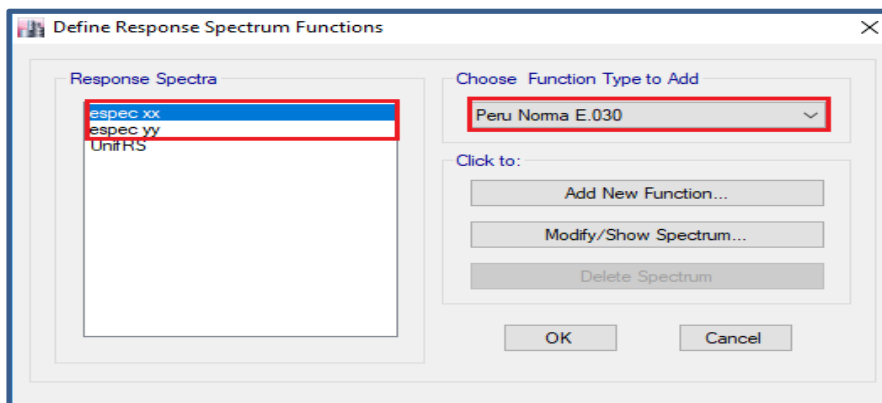 Define Response Spectrum Functions
Response Spectra
espec xx
espec yy
UnifRS
Choose Function Type to Add
Peru Norma E.030
Click to:
Add New Function...
Modify/Show Spectrum...
Delete Spectrum
OK
Cancel